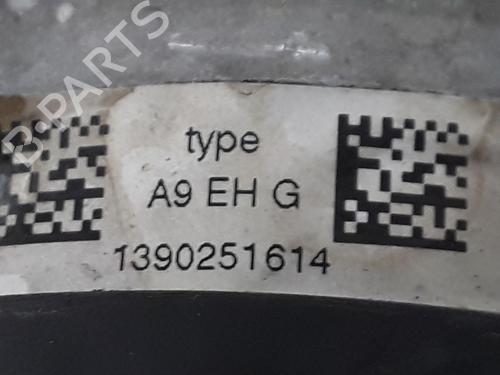 B-PARTS
type
A9 EH G
1390251614